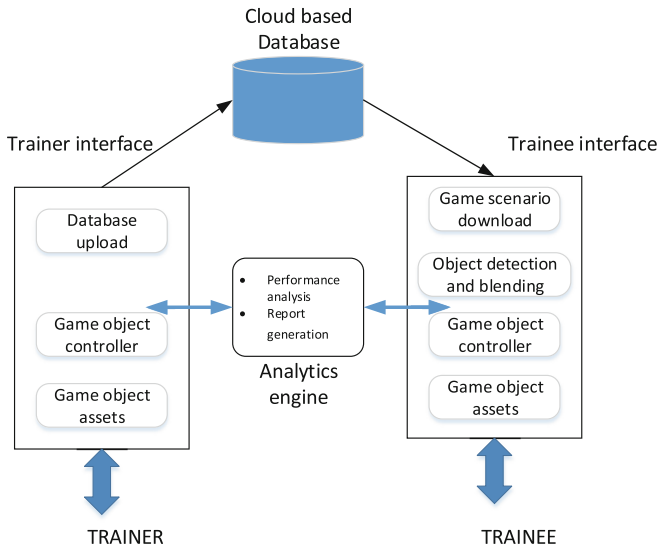 Cloud based
Database
Trainer interface
Trainee interface
Database
upload
Game object
controller
Game object
assets
• Performance
analysis
• Report
generation
Analytics
engine
Game scenario
download
Object detection
and blending
Game object
controller
Game object
assets
TRAINER
TRAINEE